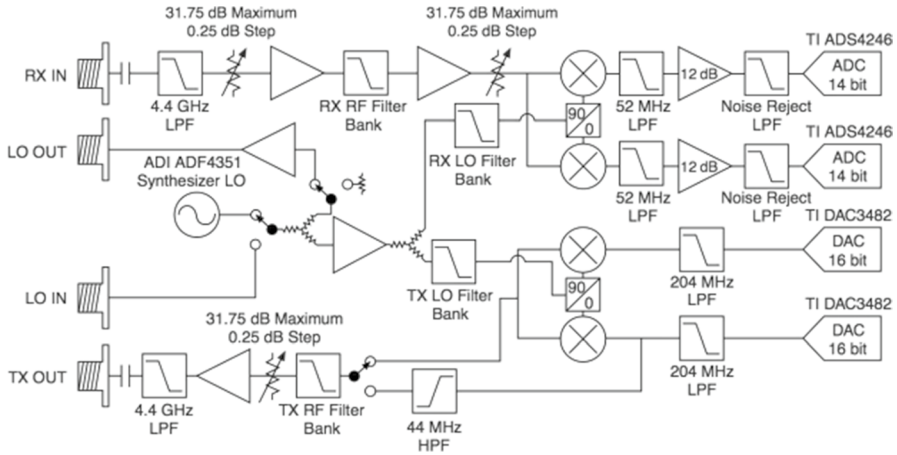 31.75 dB Maximum
0.25 dB Step
31.75 dB Maximum
0.25 dB Step
TI ADS4246
RX IN
12 dB
ADC
14 bit
4.4 GHz
LPF
RX RF Filter
Bank
90
0
52 MHz
LPF
Noise Reject
LPF
TI ADS4246
LO OUT
ADI ADF4351
Synthesizer LO
RX LO Filter
Bank
12 dB
ADC
14 bit
52 MHz
LPF
Noise Reject
LPF
TI DAC3482
DAC
16 bit
LO IN
TX LO Filter
Bank
90
0
204 MHz
LPF
TI DAC3482
31.75 dB Maximum
0.25 dB Step
DAC
16 bit
TX OUT
204 MHz
LPF
4.4 GHz
LPF
TX RF Filter
Bank
44 MHz
HPF